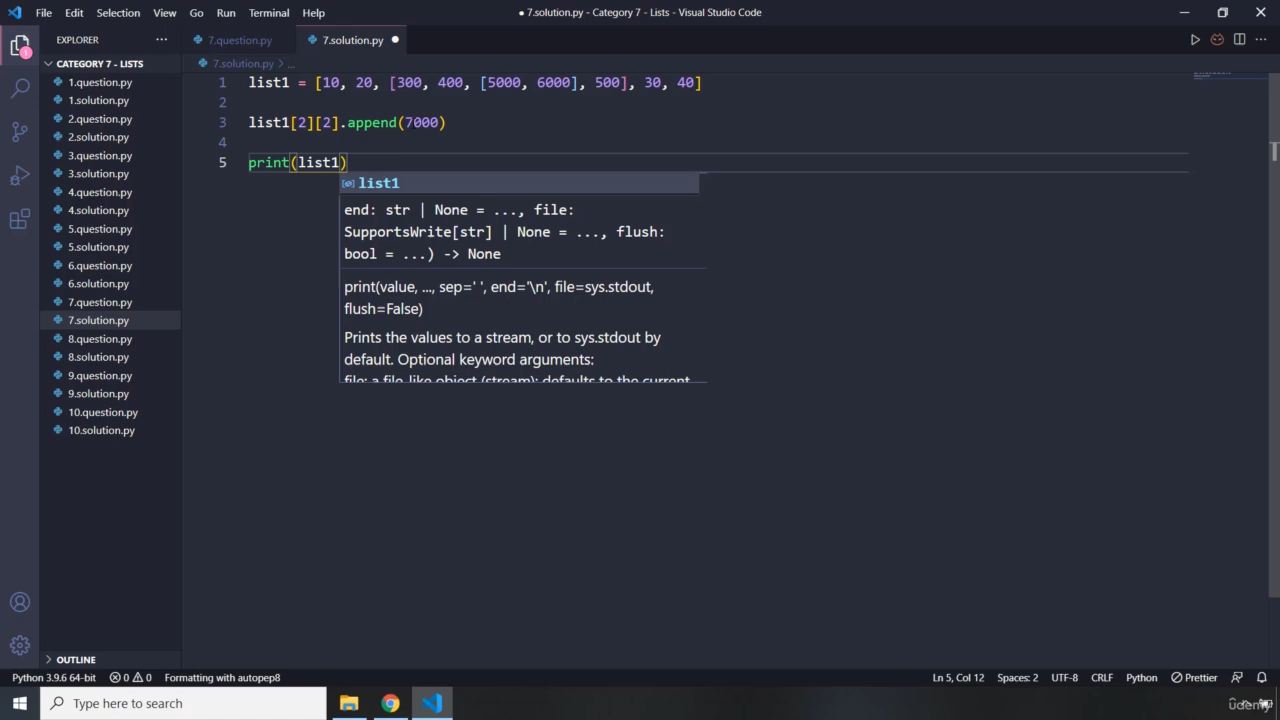 File Edit Selection View Go Run Terminal Help
● 7.solution.py - Category 7 - Lists - Visual Studio Code
EXPLORER
7.question.py
7.solution.py
CATEGORY 7 - LISTS
7.solution.py > ...
1.question.py
1.solution.py
2.question.py
2.solution.py
3.question.py
3.solution.py
4.question.py
4.solution.py
5.question.py
5.solution.py
6.question.py
6.solution.py
7.question.py
7.solution.py
8.question.py
8.solution.py
9.question.py
9.solution.py
10.question.py
10.solution.py
OUTLINE
1 list1 = [10, 20, [300, 400, [5000, 6000], 500], 30, 40]
2
3 list1[2][2].append(7000)
4
5 print(list1)
list1
end: str | None = ..., file:
SupportsWrite[str] | None = ..., flush:
bool = ...) -> None
print(value, ..., sep=' ', end='\n', file=sys.stdout,
flush=False)
Prints the values to a stream, or to sys.stdout by
default. Optional keyword arguments:
file: a file-like object (stream); defaults to the current
Python 3.9.6 64-bit
0 0
Formatting with autopep8
Ln 5, Col 12
Spaces: 2
UTF-8
CRLF
Python
Prettier
1
Type here to search
udemy